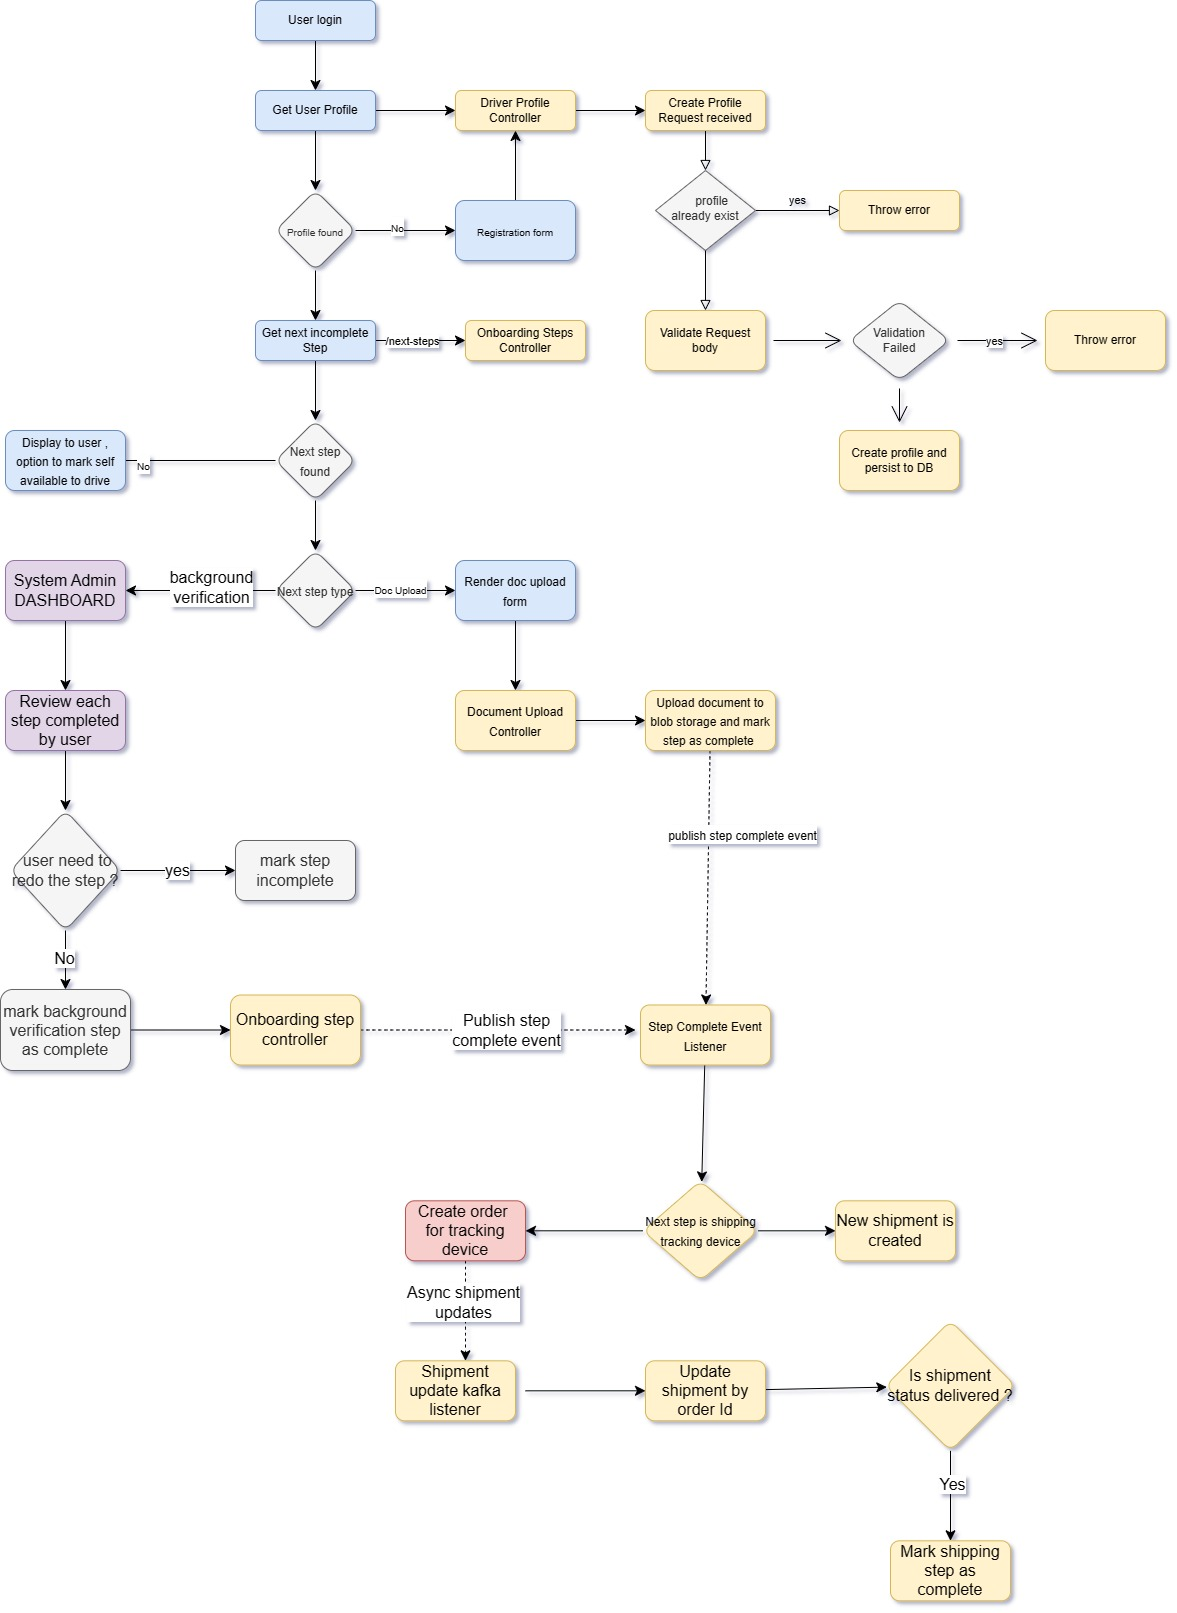 User login
Get User Profile
Driver Profile
Controller
Create Profile
Request received
profile
already exist
yes
Throw error
Profile found
No
Registration form
Get next incomplete
Step
/next-steps
Onboarding Steps
Controller
Validate Request
body
Validation
Failed
yes
Throw error
Display to user ,
option to mark self
available to drive
No
Next step
found
Create profile and
persist to DB
System Admin
DASHBOARD
background
verification
Next step type
Doc Upload
Render doc upload
form
Review each
step completed
by user
Document Upload
Controller
Upload document to
blob storage and mark
step as complete
publish step complete event
user need to
redo the step ?
yes
mark step
incomplete
No
mark background
verification step
as complete
Onboarding step
controller
Publish step
complete event
Step Complete Event
Listener
Create order
for tracking
device
Next step is shipping
tracking device
New shipment is
created
Async shipment
updates
Shipment
update kafka
listener
Update
shipment by
order Id
Is shipment
status delivered ?
Yes
Mark shipping
step as
complete